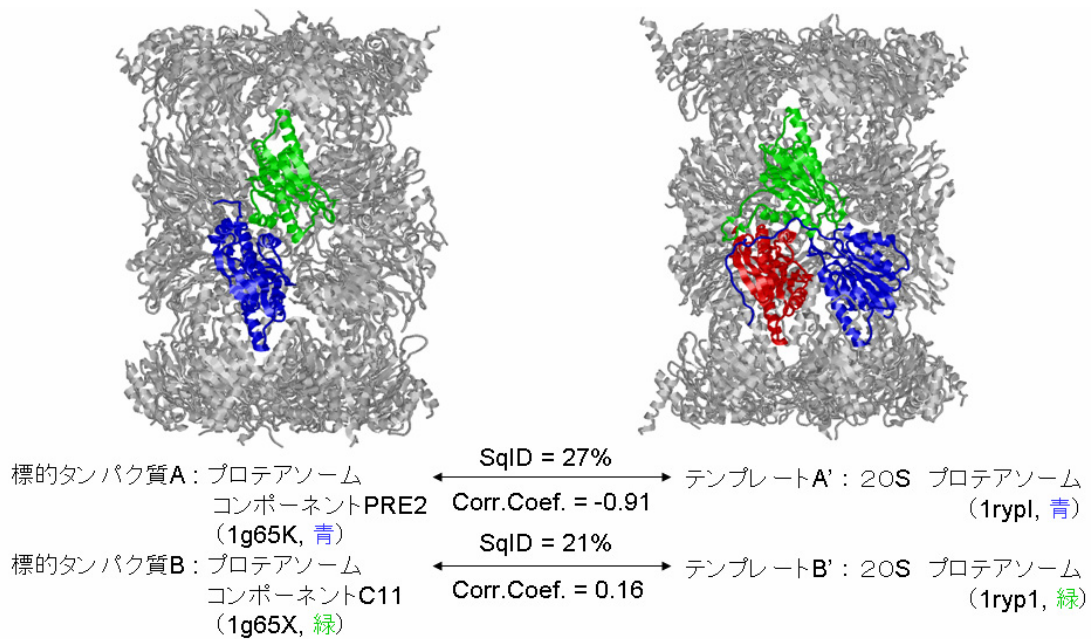 標的タンパク質A：プロテアソーム
コンポーネントPRE2
（1g65K, 青）
SqID = 27%
Corr.Coef. = -0.91
テンプレートA’：20S プロテアソーム
（1rypI, 青）
標的タンパク質B：プロテアソーム
コンポーネントC11
（1g65X, 緑）
SqID = 21%
Corr.Coef. = 0.16
テンプレートB’：20S プロテアソーム
（1ryp1, 緑）